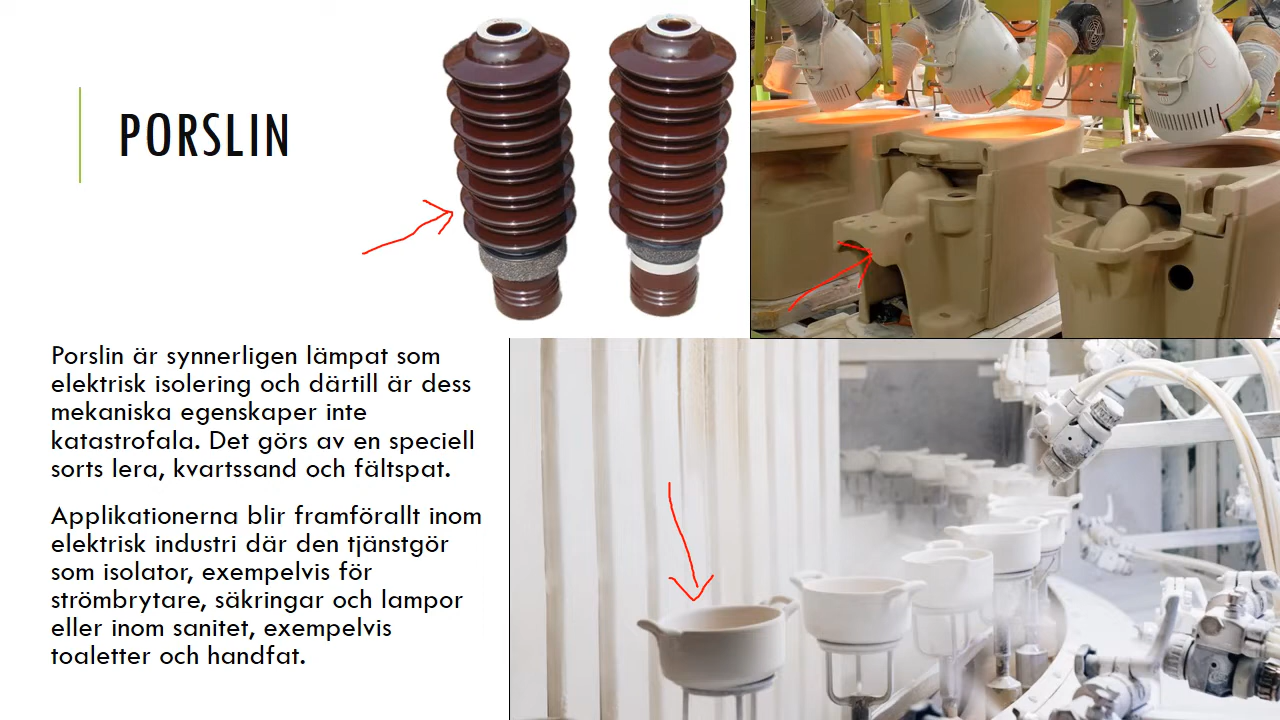 PORSLIN
Porslin är synnerligen lämpat som
elektrisk isolering och därtill är dess
mekaniska egenskaper inte
katastrofala. Det görs av en speciell
sorts lera, kvartssand och fältspat.
Applikationerna blir framförallt inom
elektrisk industri där den tjänstgör
som isolator, exempelvis för
strömbrytare, säkringar och lampor
eller inom sanitet, exempelvis
toaletter och handfat.